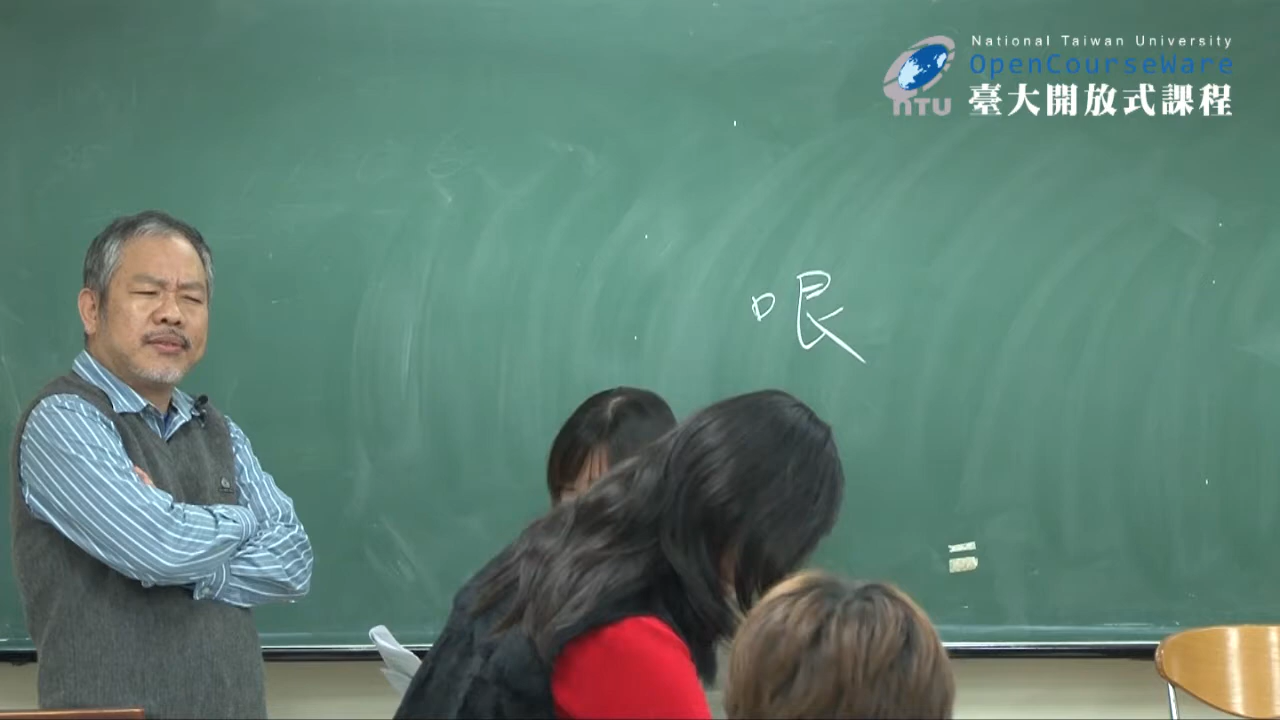 National Taiwan University
OpenCourseWare
NTU
臺大開放式課程
哏